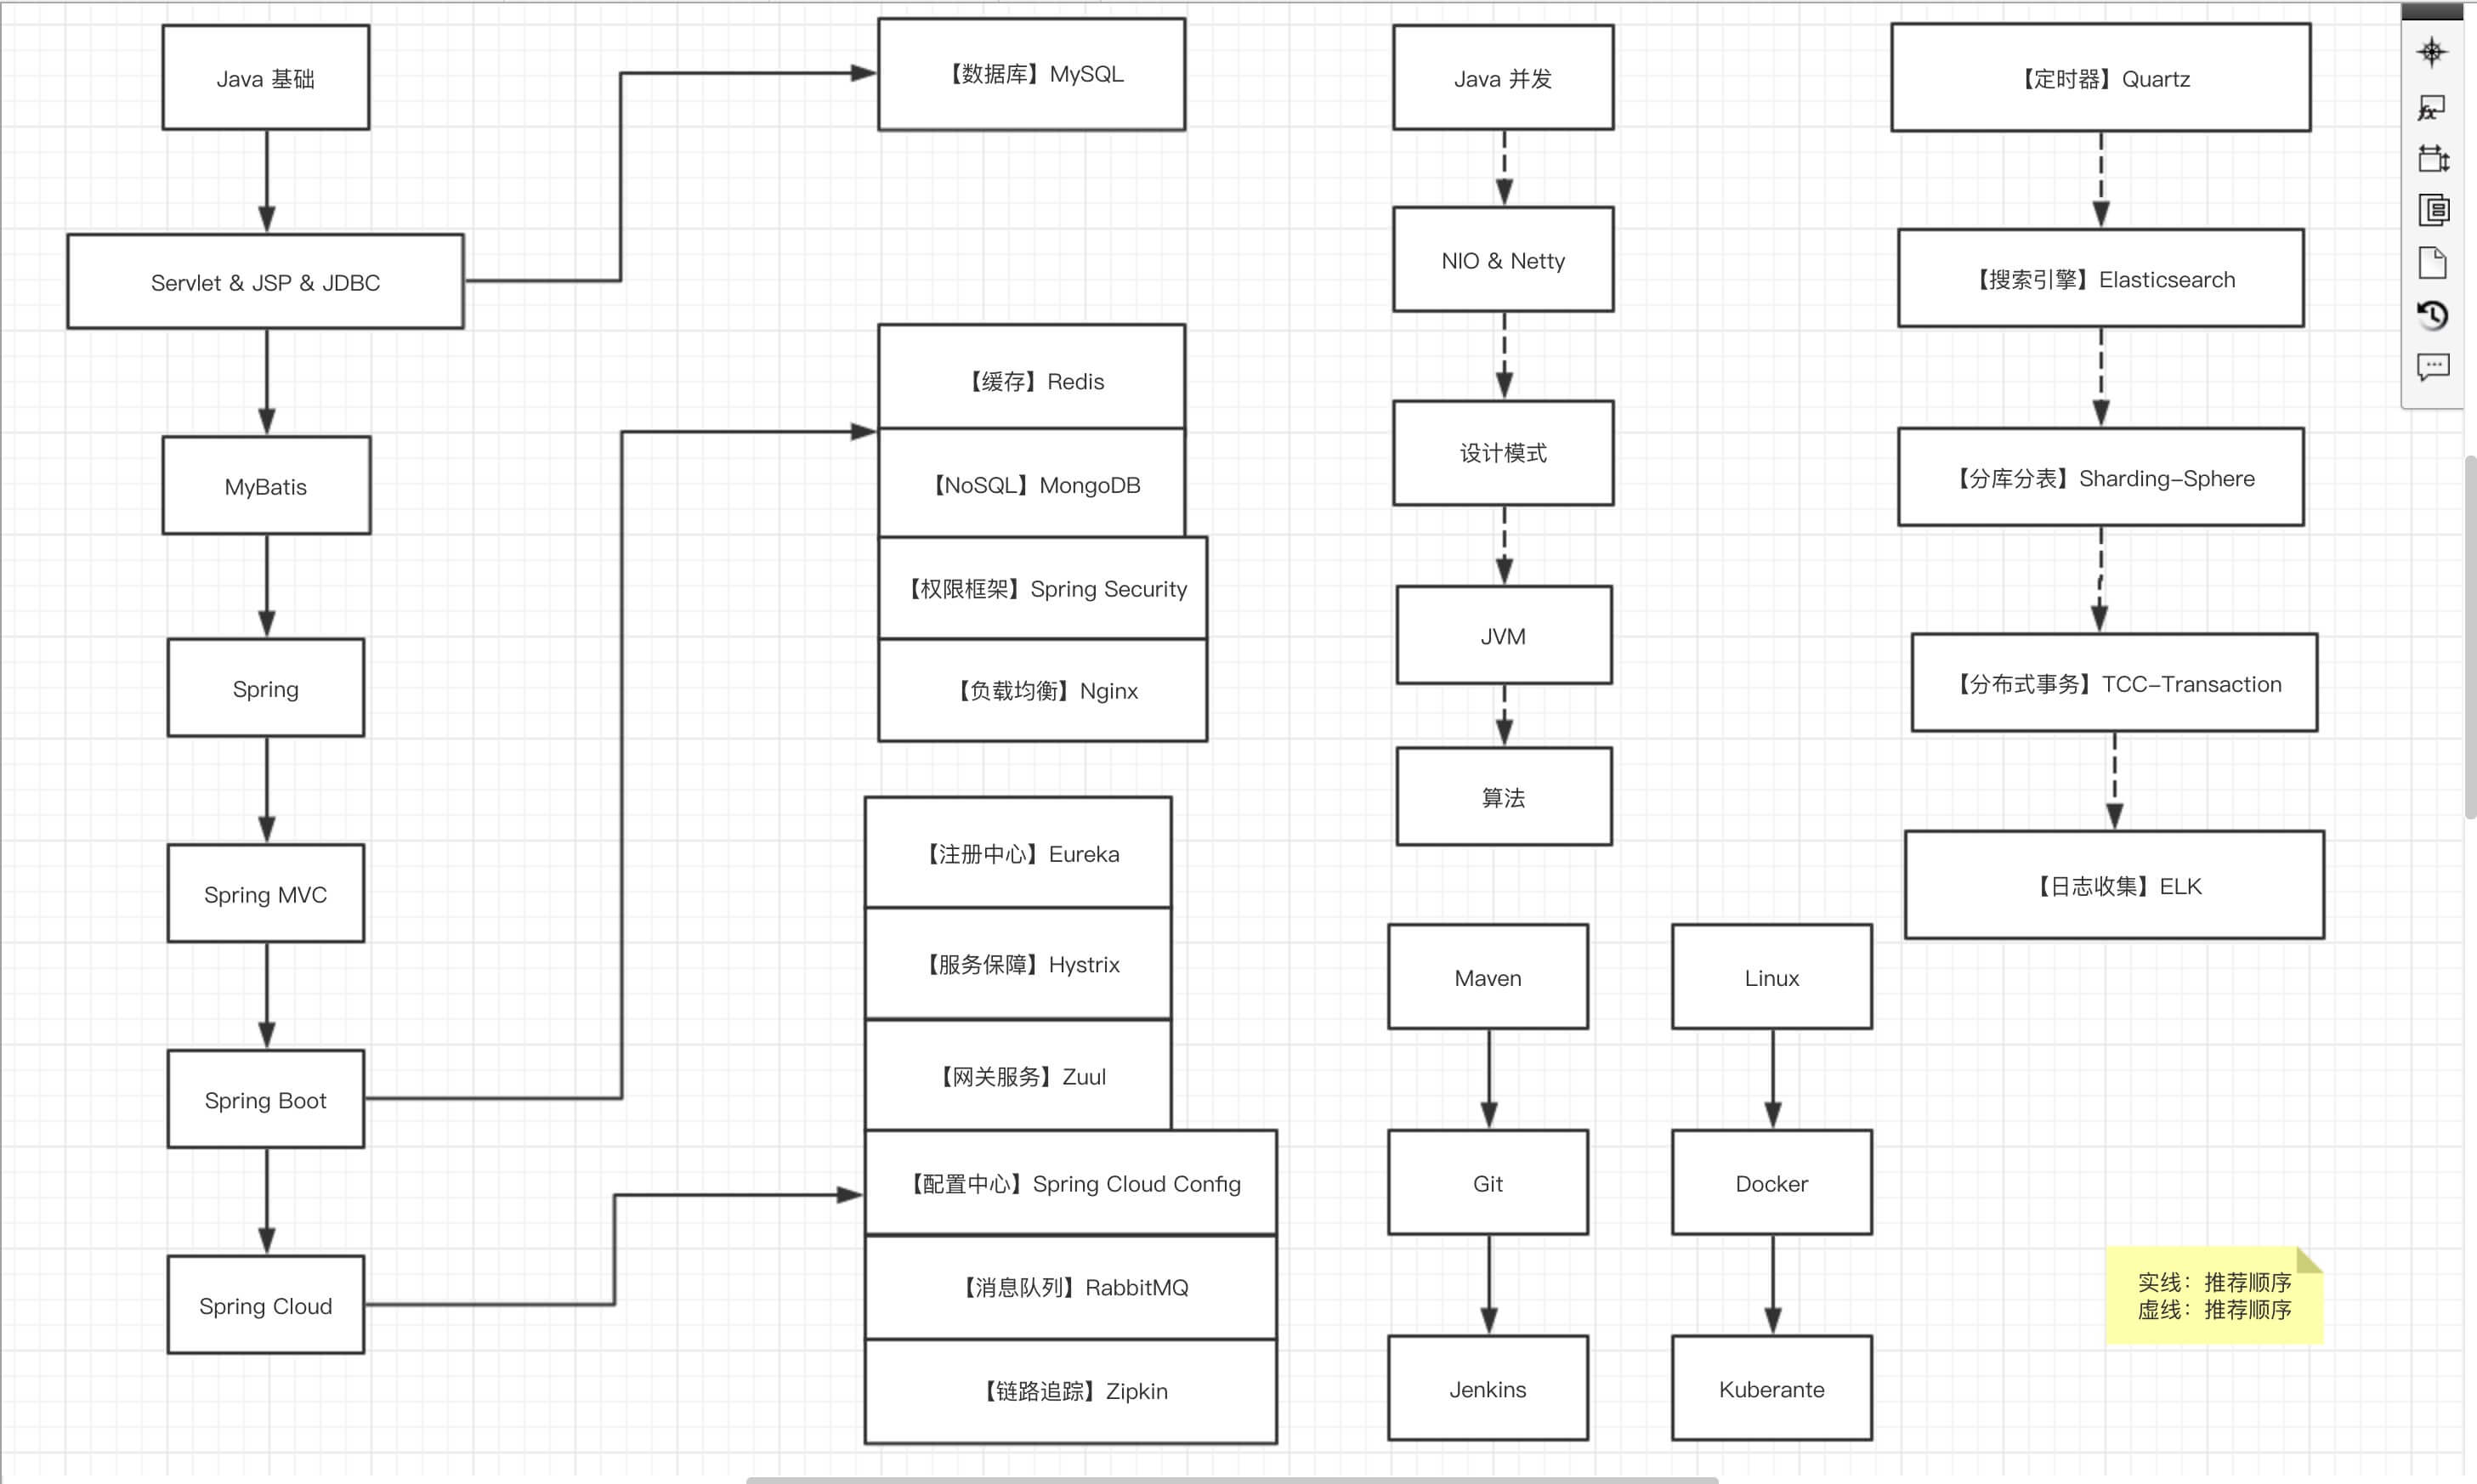 Java 基础
Servlet & JSP & JDBC
MyBatis
Spring
Spring MVC
Spring Boot
Spring Cloud
【数据库】MySQL
【缓存】Redis
【NoSQL】MongoDB
【权限框架】Spring Security
【负载均衡】Nginx
【注册中心】Eureka
【服务保障】Hystrix
【网关服务】Zuul
【配置中心】Spring Cloud Config
【消息队列】RabbitMQ
【链路追踪】Zipkin
Java 并发
NIO & Netty
设计模式
JVM
算法
Maven
Git
Jenkins
Linux
Docker
Kuberante
【定时器】Quartz
【搜索引擎】Elasticsearch
【分库分表】Sharding-Sphere
【分布式事务】TCC-Transaction
【日志收集】ELK
实线：推荐顺序
虚线：推荐顺序
fx